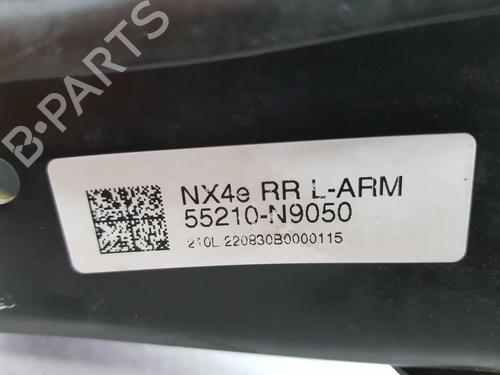 B-PARTS
NX4e RR L-ARM
55210-N9050
210L 220830B0000115